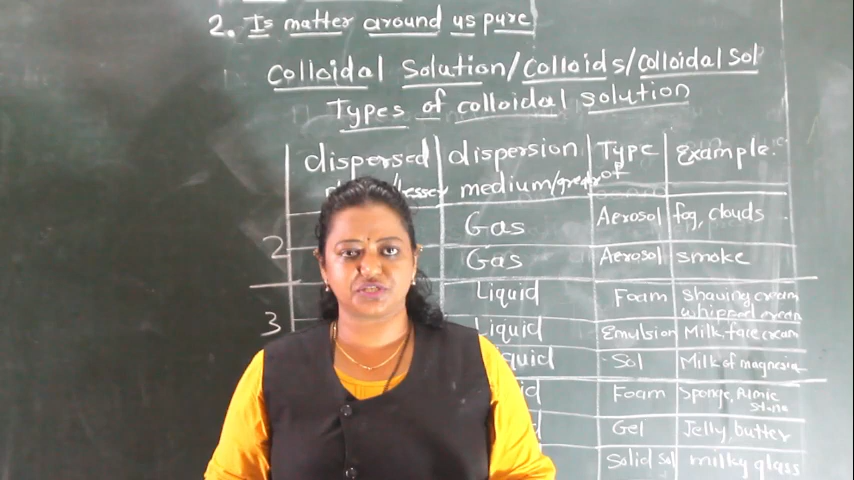 2. Is matter around us pure
Colloidal Solution/Colloids/Colloidal Sol
Types of colloidal solution
dispersed dispersion Type of Example
medium/greater
Gas Aerosol fog, clouds
2 Gas Aerosol smoke
Liquid Foam Shaving cream
whipped cream
3 Liquid Emulsion Milk, face cream
Sol Milk of magnesia
Foam Sponge, Pumic
stone
Gel Jelly, butter
Solid sol milky glass